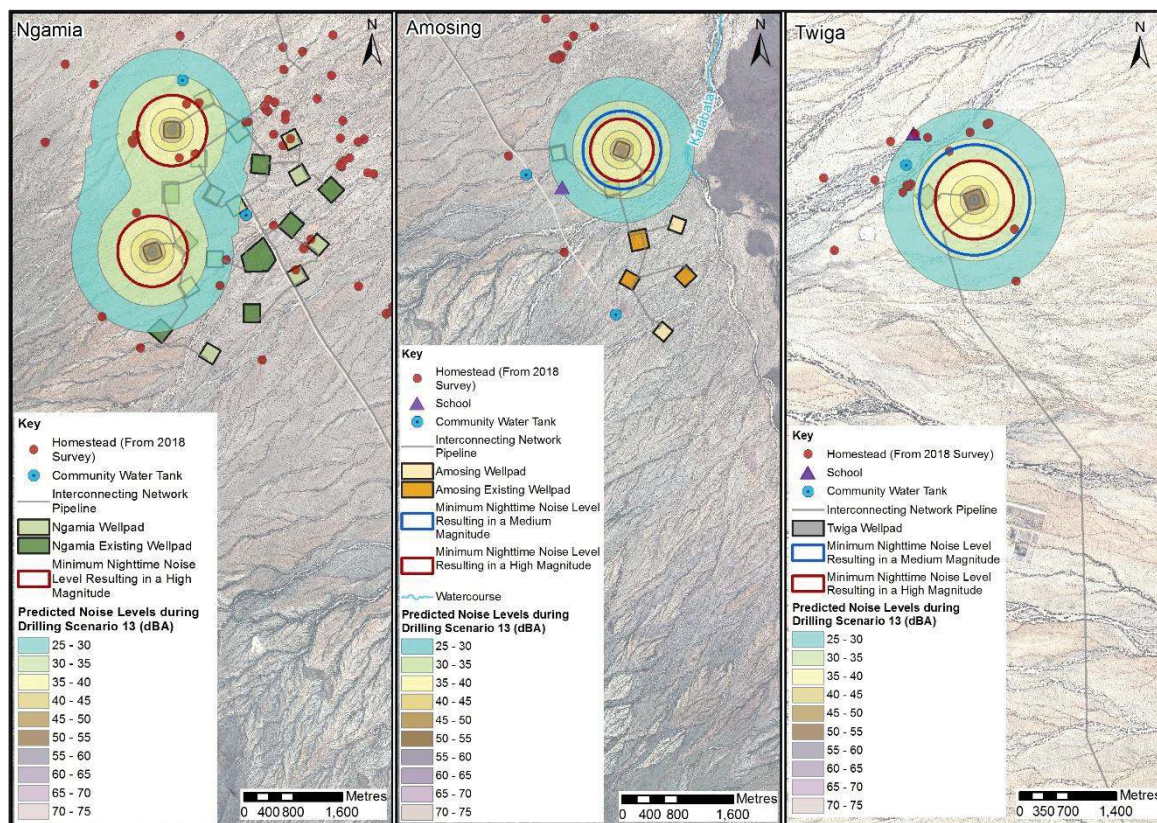 Ngamia
N
Key
Homestead (From 2018
Survey)
Community Water Tank
Interconnecting Network
Pipeline
Ngamia Wellpad
Ngamia Existing Wellpad
Minimum Nighttime Noise
Level Resulting in a High
Magnitude
Predicted Noise Levels during
Drilling Scenario 13 (dBA)
25 - 30
30 - 35
35 - 40
40 - 45
45 - 50
50 - 55
55 - 60
60 - 65
65 - 70
70 - 75
Metres
0 400 800 1,600
Amosing
N
Kalabata
Key
Homestead (From 2018
Survey)
School
Community Water Tank
Interconnecting Network
Pipeline
Amosing Wellpad
Amosing Existing Wellpad
Minimum Nighttime Noise Level
Resulting in a Medium
Magnitude
Minimum Nighttime Noise Level
Resulting in a High Magnitude
Watercourse
Predicted Noise Levels during
Drilling Scenario 13 (dBA)
25 - 30
30 - 35
35 - 40
40 - 45
45 - 50
50 - 55
55 - 60
60 - 65
65 - 70
70 - 75
Metres
0 400 800 1,600
Twiga
N
Key
Homestead (From 2018 Survey)
School
Community Water Tank
Interconnecting Network Pipeline
Twiga Wellpad
Minimum Nighttime Noise Level
Resulting in a Medium Magnitude
Minimum Nighttime Noise Level
Resulting in a High Magnitude
Predicted Noise Levels during
Drilling Scenario 13 (dBA)
25 - 30
30 - 35
35 - 40
40 - 45
45 - 50
50 - 55
55 - 60
60 - 65
65 - 70
70 - 75
Metres
0 350 700 1,400